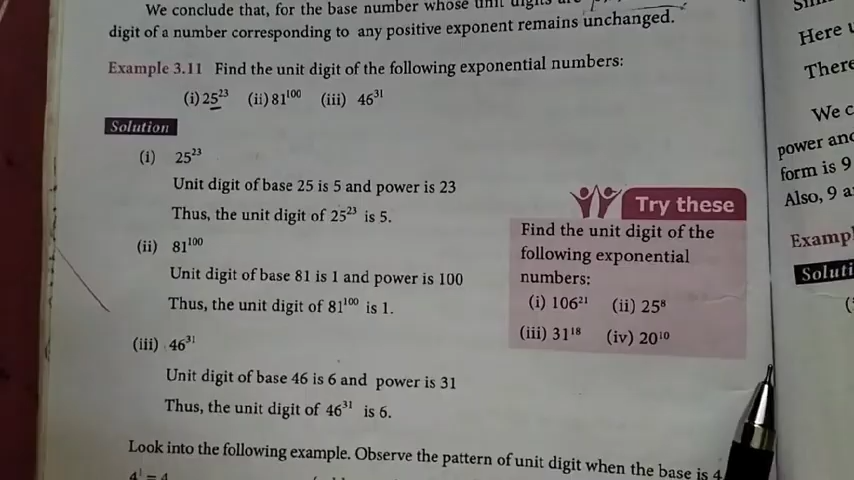 We conclude that, for the base number whose unit digits are
digit of a number corresponding to any positive exponent remains unchanged.
Example 3.11 Find the unit digit of the following exponential numbers:
(i) 25²³ (ii) 81¹⁰⁰ (iii) 46³¹
Solution
(i) 25²³
Unit digit of base 25 is 5 and power is 23
Thus, the unit digit of 25²³ is 5.
(ii) 81¹⁰⁰
Unit digit of base 81 is 1 and power is 100
Thus, the unit digit of 81¹⁰⁰ is 1.
(iii) 46³¹
Unit digit of base 46 is 6 and power is 31
Thus, the unit digit of 46³¹ is 6.
Look into the following example. Observe the pattern of unit digit when the base is 4
4¹ = 4
Try these
Find the unit digit of the
following exponential
numbers:
(i) 106²¹ (ii) 25⁸
(iii) 31¹⁸ (iv) 20¹⁰
Here
There
We c
power and
form is 9
Also, 9 a
Examp
Soluti